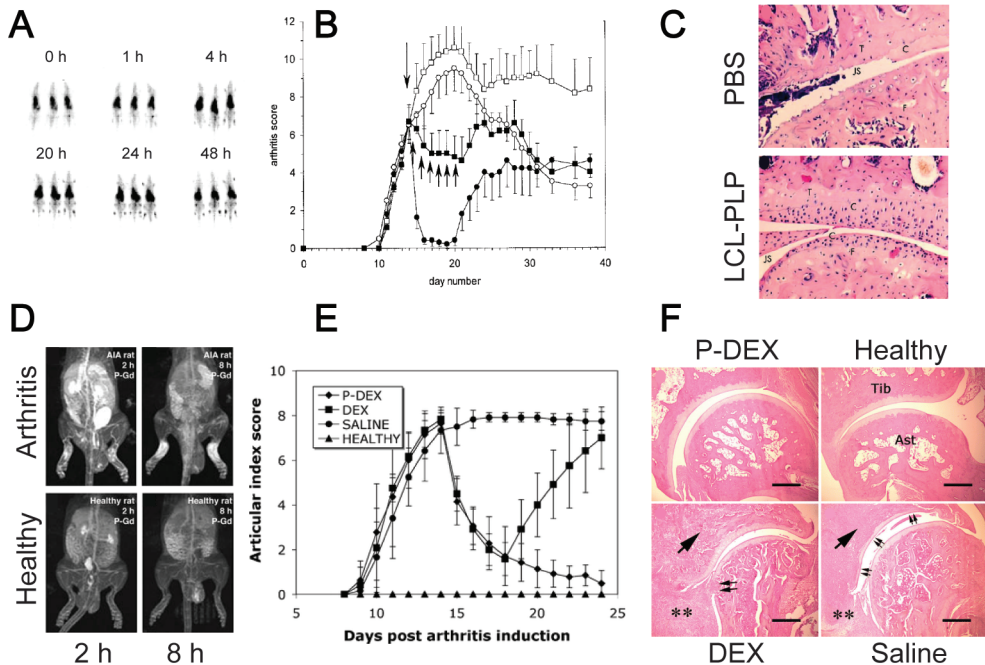 A
0 h 1 h 4 h
20 h 24 h 48 h
B
arthritis score
12
10
8
6
4
2
0
0 10 20 30 40
day number
C
PBS
T C
JS
F
LCL-PLP
T
C
C
F
JS
D
Arthritis
AIA rat
2 h
P-Gd
AIA rat
8 h
P-Gd
Healthy
Healthy rat
2 h
P-Gd
Healthy rat
8 h
P-Gd
2 h 8 h
E
Articular index score
10
8
6
4
2
0
P-DEX
DEX
SALINE
HEALTHY
5 10 15 20 25
Days post arthritis induction
F
P-DEX Healthy
Tib
Ast
**
**
DEX Saline